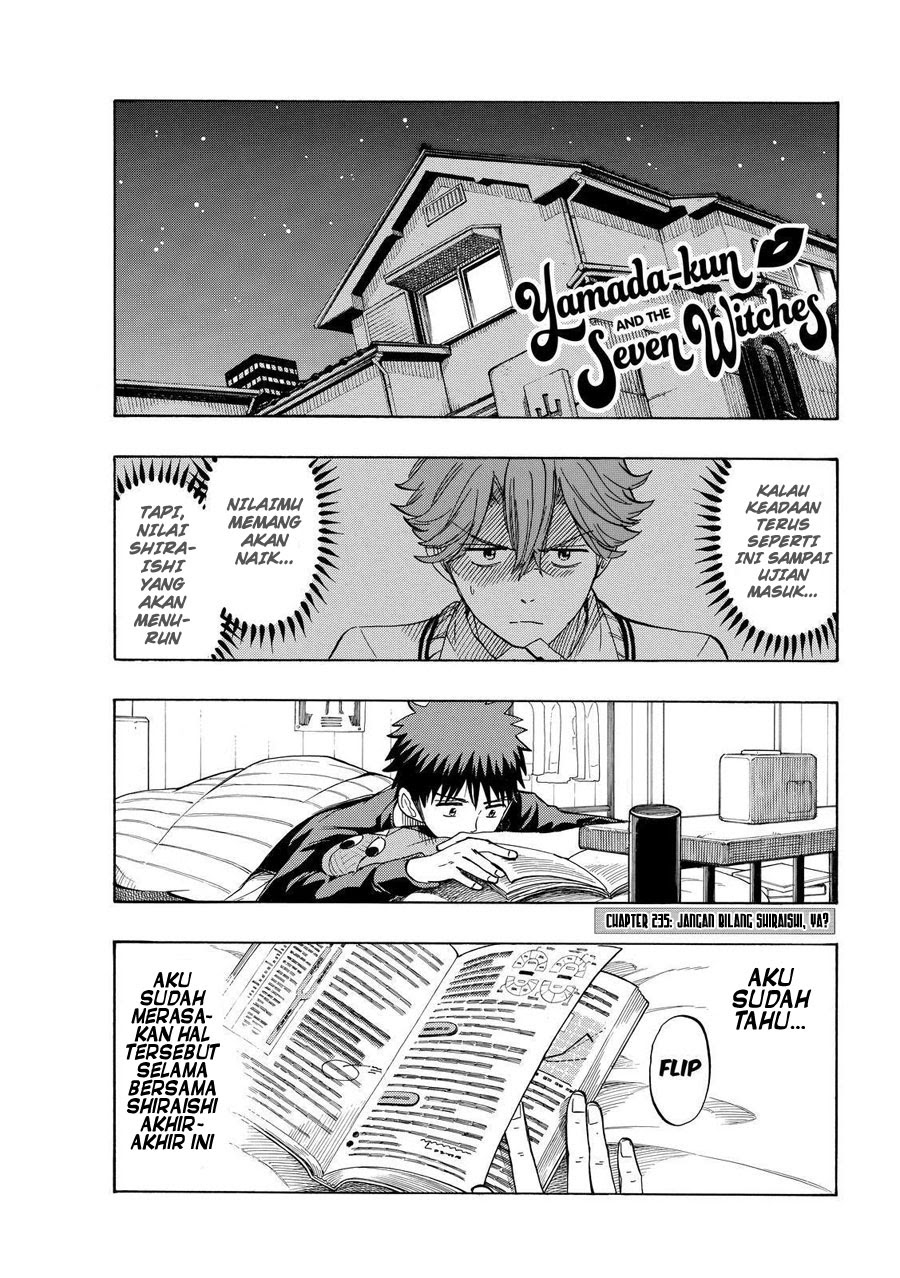 Yamada-kun
AND THE
Seven Witches
KALAU
KEADAAN
TERUS
SEPERTI
INI SAMPAI
UJIAN
MASUK...
NILAIMU
MEMANG
AKAN
NAIK...
TAPI,
NILAI
SHIRA-
ISHI
YANG
AKAN
MENU-
RUN
CHAPTER 235: JANGAN BILANG SHIRAISHI, YA?
AKU
SUDAH
TAHU...
FLIP
AKU
SUDAH
MERASA-
KAN HAL
TERSEBUT
SELAMA
BERSAMA
SHIRAISHI
AKHIR-
AKHIR INI